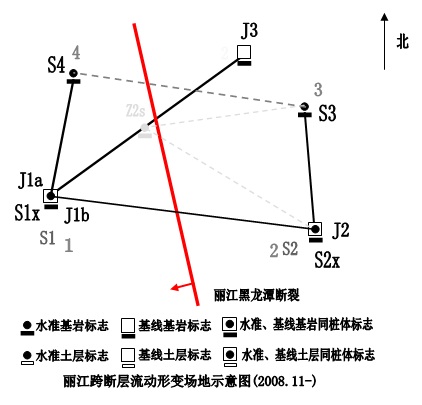 J3
北
4
S4
3
S3
Z2s
J1a
S1x
J1b
S1
1
J2
2
S2
S2x
丽江黑龙潭断裂
水准基岩标志
基线基岩标志
水准、基线基岩同桩体标志
水准土层标志
基线土层标志
水准、基线土层同桩体标志
丽江跨断层流动形变场地示意图(2008.11-)